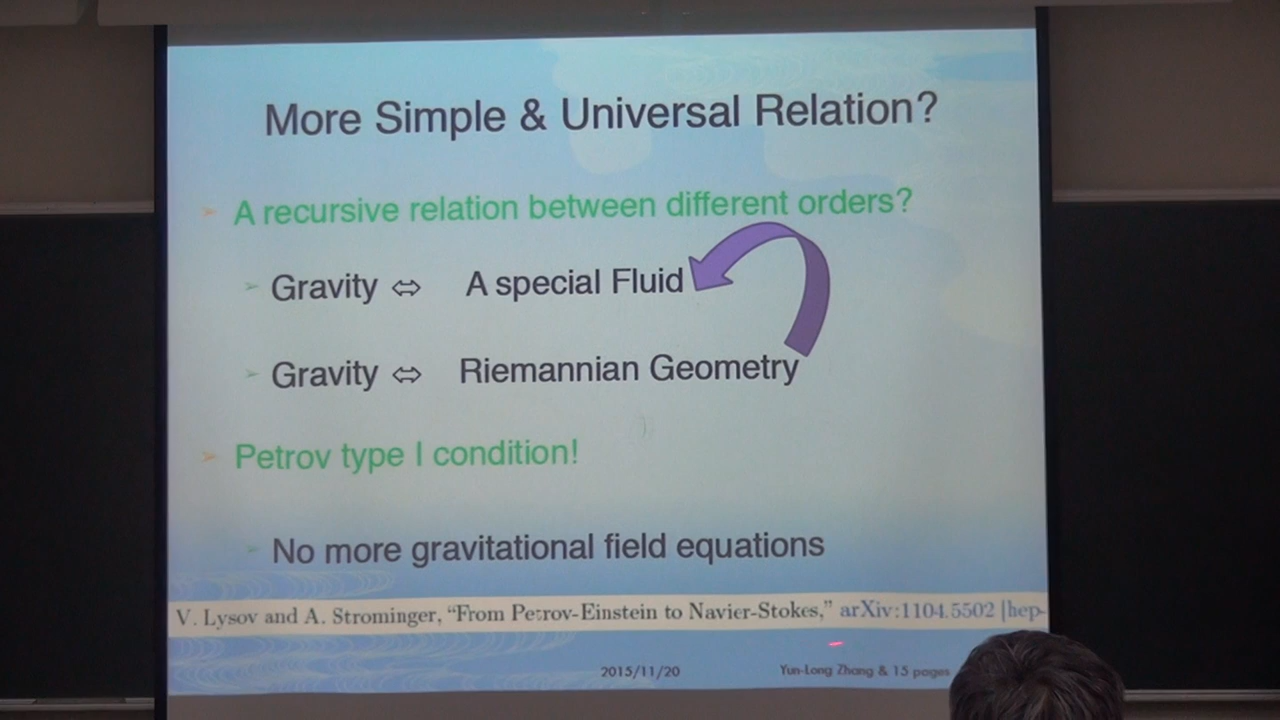 More Simple & Universal Relation?
A recursive relation between different orders?
Gravity ⇔ A special Fluid
Gravity ⇔ Riemannian Geometry
Petrov type I condition!
No more gravitational field equations
V. Lysov and A. Strominger, “From Petrov-Einstein to Navier-Stokes,” arXiv:1104.5502 [hep-
2015/11/20 Yun-Long Zhang & 15 pages